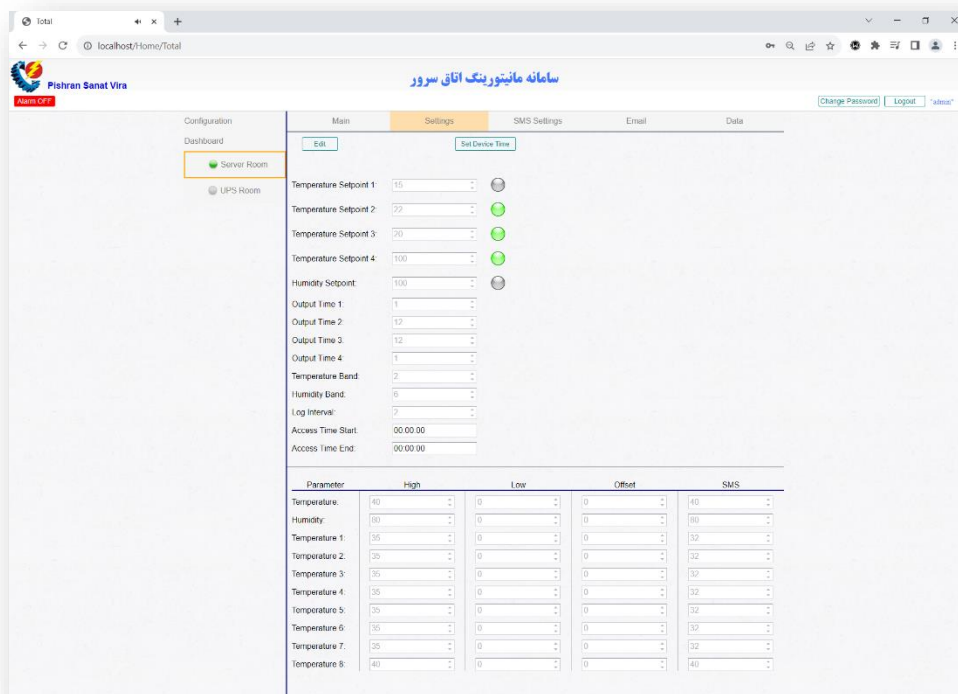 Total
localhost/Home/Total
Pishran Sanat Vira
سامانه مانیتورینگ اتاق سرور
Alarm OFF
Change Password Logout "admin"
Configuration
Dashboard
Server Room
UPS Room
Main Settings SMS Settings Email Data
Edit Set Device Time
Temperature Setpoint 1: 15
Temperature Setpoint 2: 22
Temperature Setpoint 3: 20
Temperature Setpoint 4: 100
Humidity Setpoint: 100
Output Time 1: 1
Output Time 2: 12
Output Time 3: 12
Output Time 4: 1
Temperature Band: 2
Humidity Band: 6
Log Interval: 2
Access Time Start: 00:00:00
Access Time End: 00:00:00
Parameter High Low Offset SMS
Temperature: 40 0 0 40
Humidity: 60 0 0 60
Temperature 1: 35 0 0 32
Temperature 2: 35 0 0 32
Temperature 3: 35 0 0 32
Temperature 4: 35 0 0 32
Temperature 5: 35 0 0 32
Temperature 6: 35 0 0 32
Temperature 7: 35 0 0 32
Temperature 8: 40 0 0 40